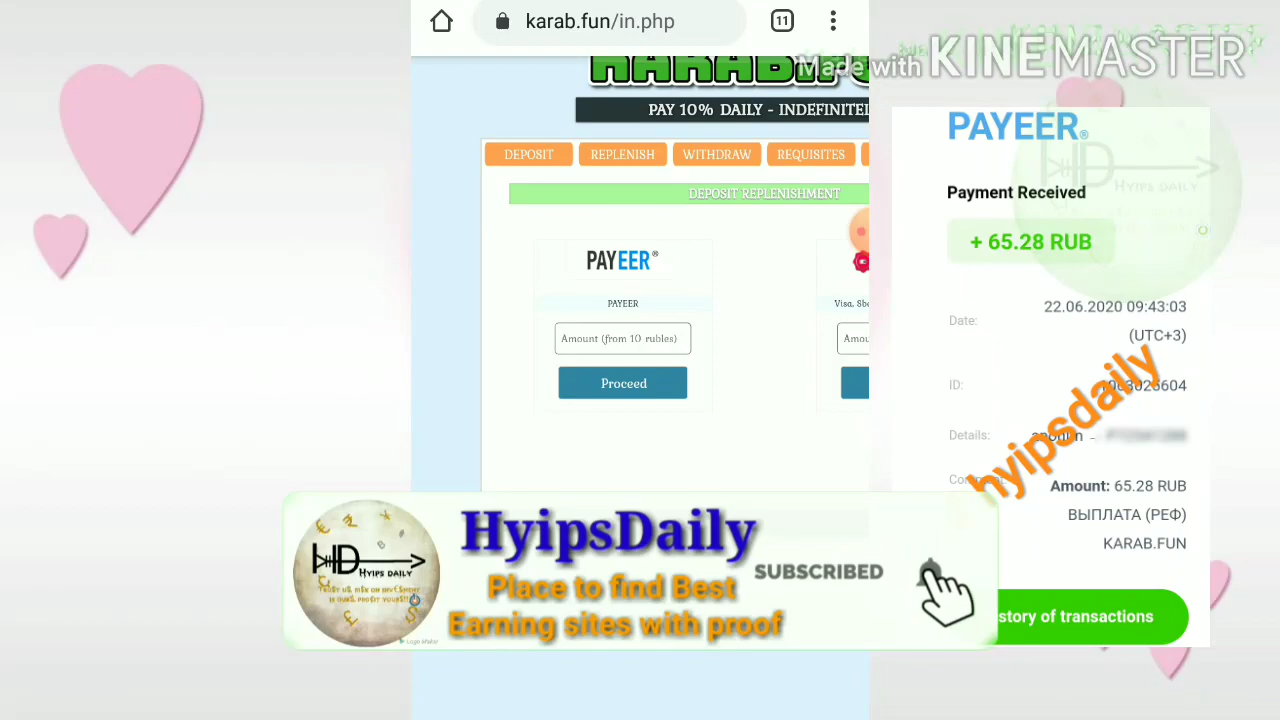 karab.fun/in.php
11
Made with KINEMASTER
PAY 10% DAILY -
DEPOSIT
REPLENISH
WITHDRAW
REQUISITES
DEPOSIT REPLENISHMENT
PAYEER®
PAYEER
Amount (from 10 rubles)
Proceed
Visa,
PAYEER®
Payment Received
+ 65.28 RUB
Date:
22.06.2020 09:43:03
(UTC+3)
ID:
Details:
Amount: 65.28 RUB
ВЫПЛАТА (РЕФ)
KARAB.FUN
hyipsdaily
of transactions
HD
HYIPS DAILY
HyipsDaily
Place to find Best
Earning sites with proof
SUBSCRIBED